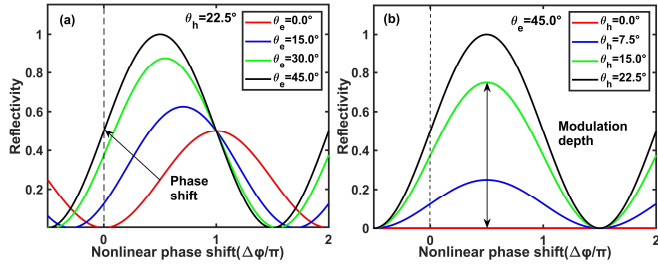 (a)
θh=22.5°
θe=0.0°
θe=15.0°
θe=30.0°
θe=45.0°
Phase
shift
Reflectivity
1
0.8
0.6
0.4
0.2
0
1
2
Nonlinear phase shift(Δφ/π)
(b)
θe=45.0°
θh=0.0°
θh=7.5°
θh=15.0°
θh=22.5°
Modulation
depth
Reflectivity
1
0.8
0.6
0.4
0.2
0
1
2
Nonlinear phase shift(Δφ/π)